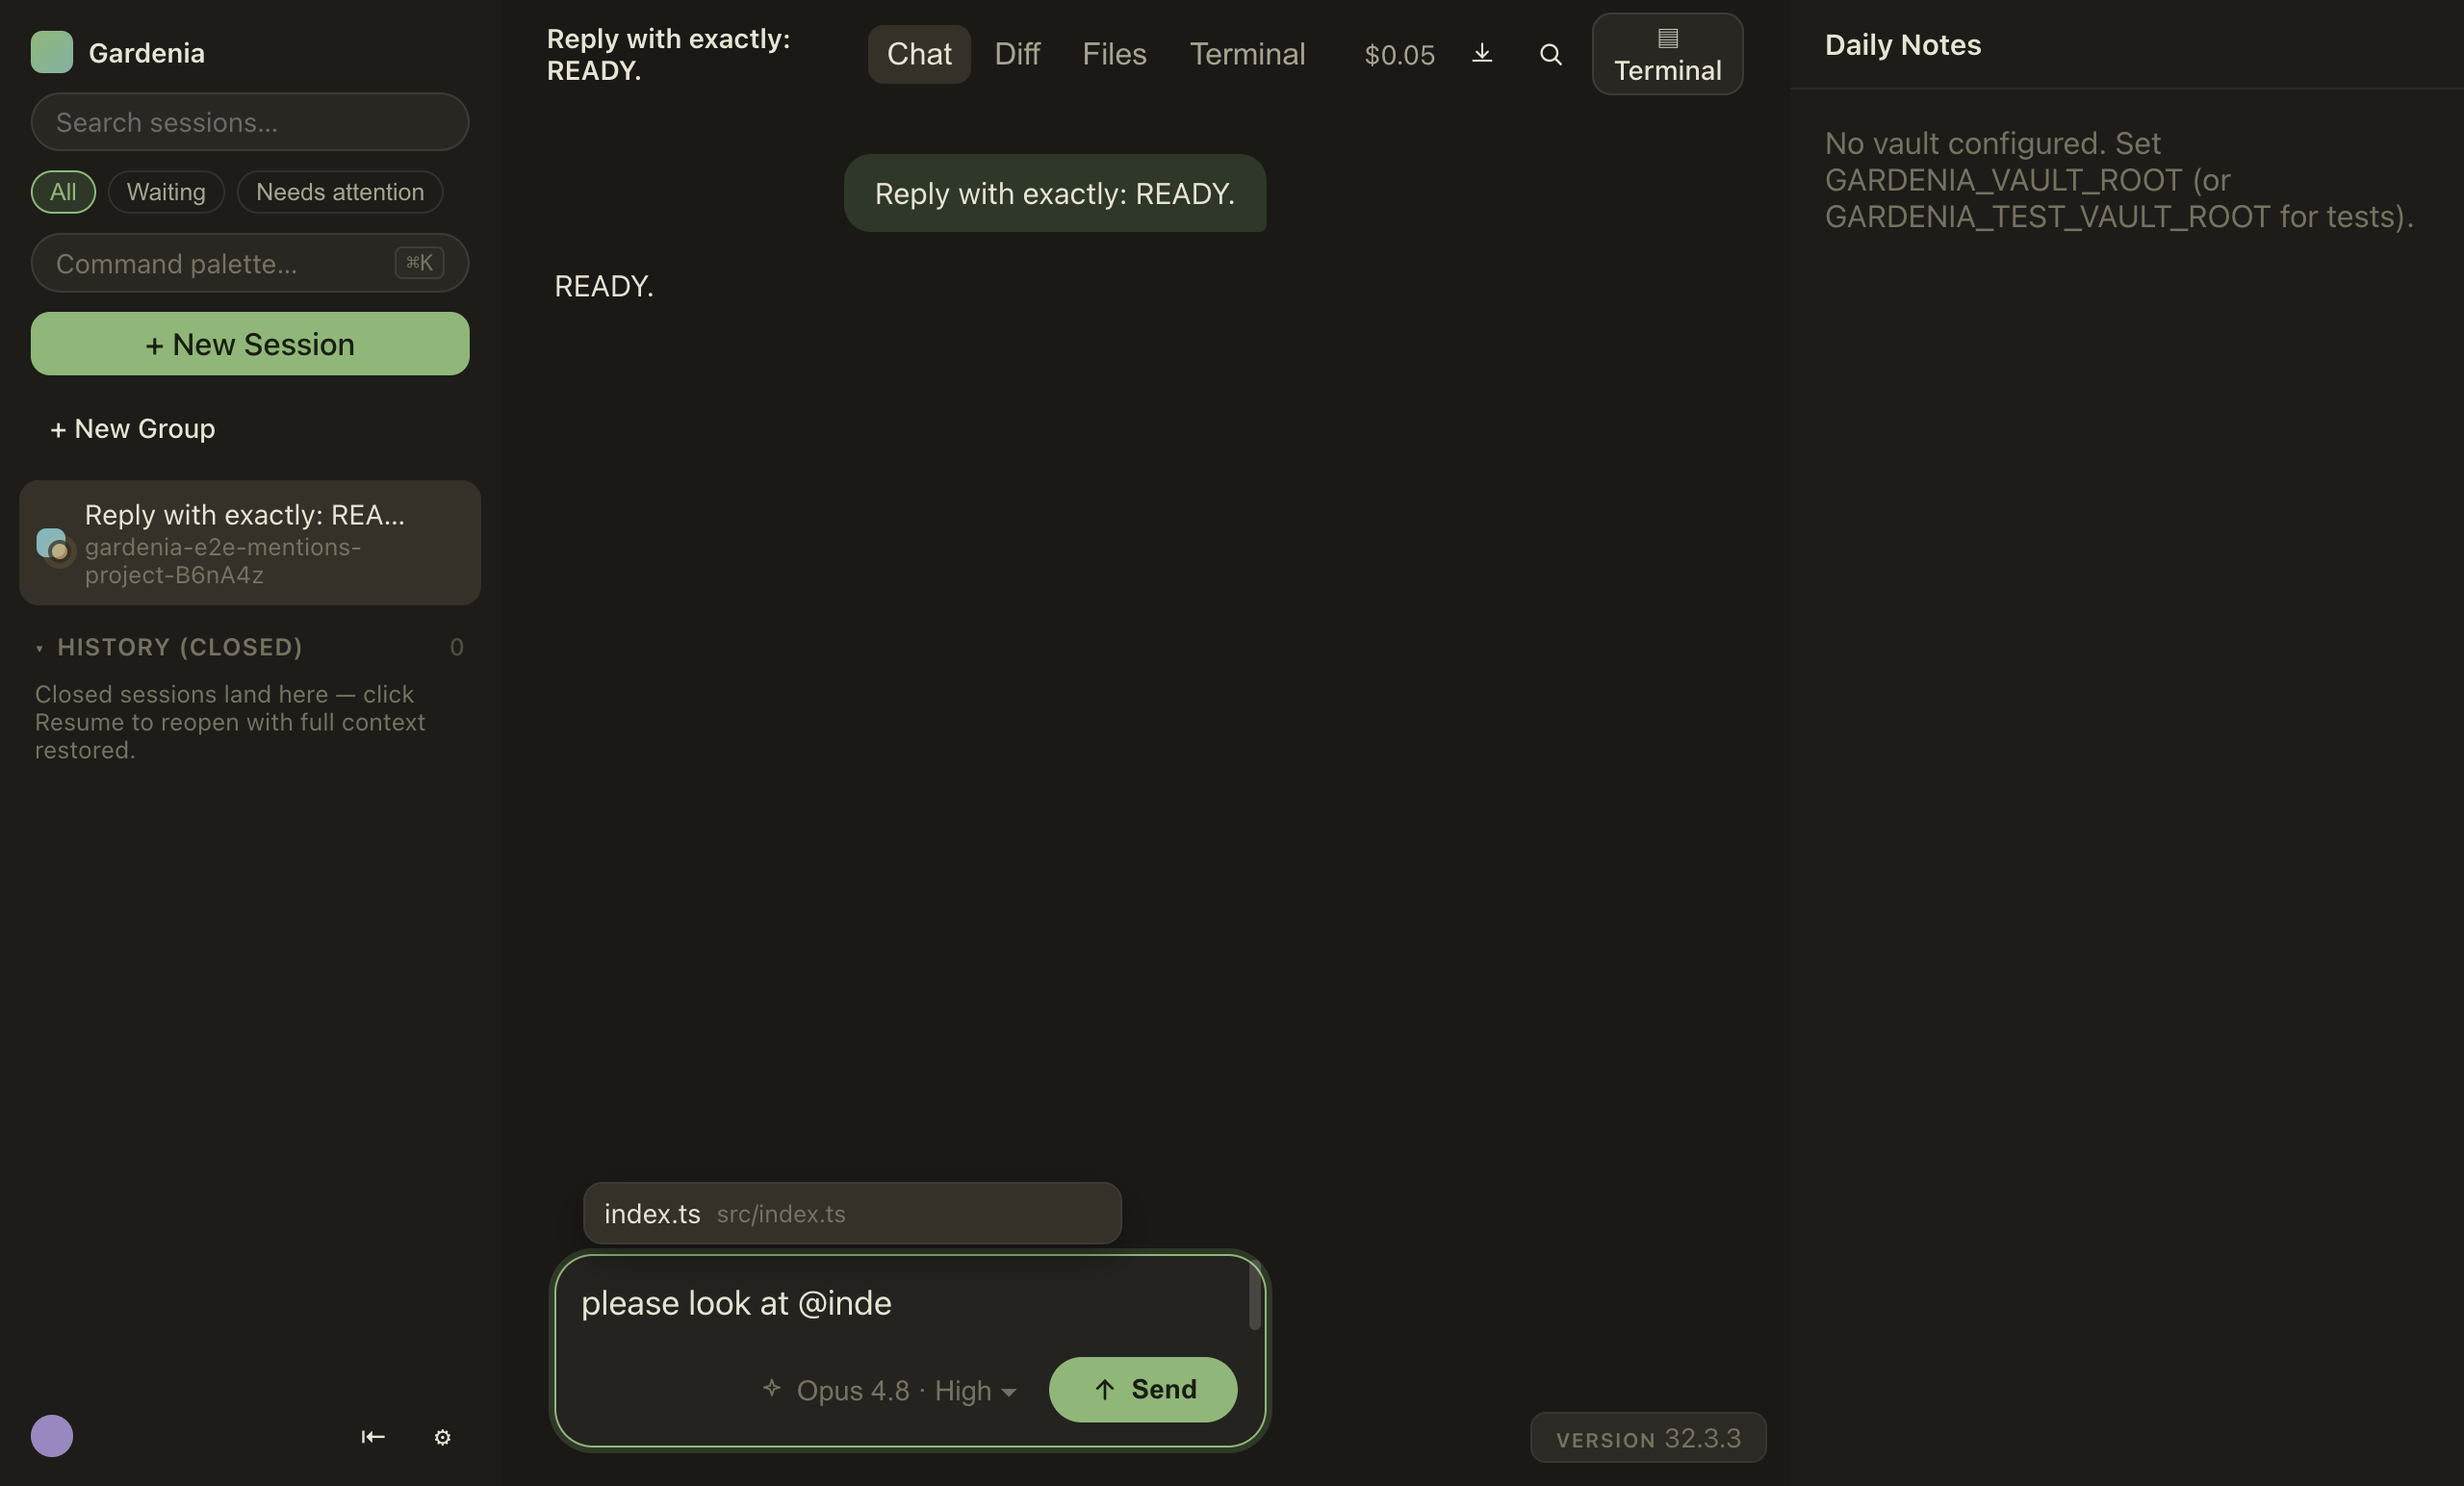 Gardenia
Search sessions...
All
Waiting
Needs attention
Command palette...
⌘K
+ New Session
+ New Group
Reply with exactly: REA...
gardenia-e2e-mentions-
project-B6nA4z
HISTORY (CLOSED)
0
Closed sessions land here — click
Resume to reopen with full context
restored.
Reply with exactly:
READY.
Chat
Diff
Files
Terminal
$0.05
Terminal
Reply with exactly: READY.
READY.
index.ts src/index.ts
please look at @inde
Opus 4.8 · High
Send
VERSION 32.3.3
Daily Notes
No vault configured. Set
GARDENIA_VAULT_ROOT (or
GARDENIA_TEST_VAULT_ROOT for tests).